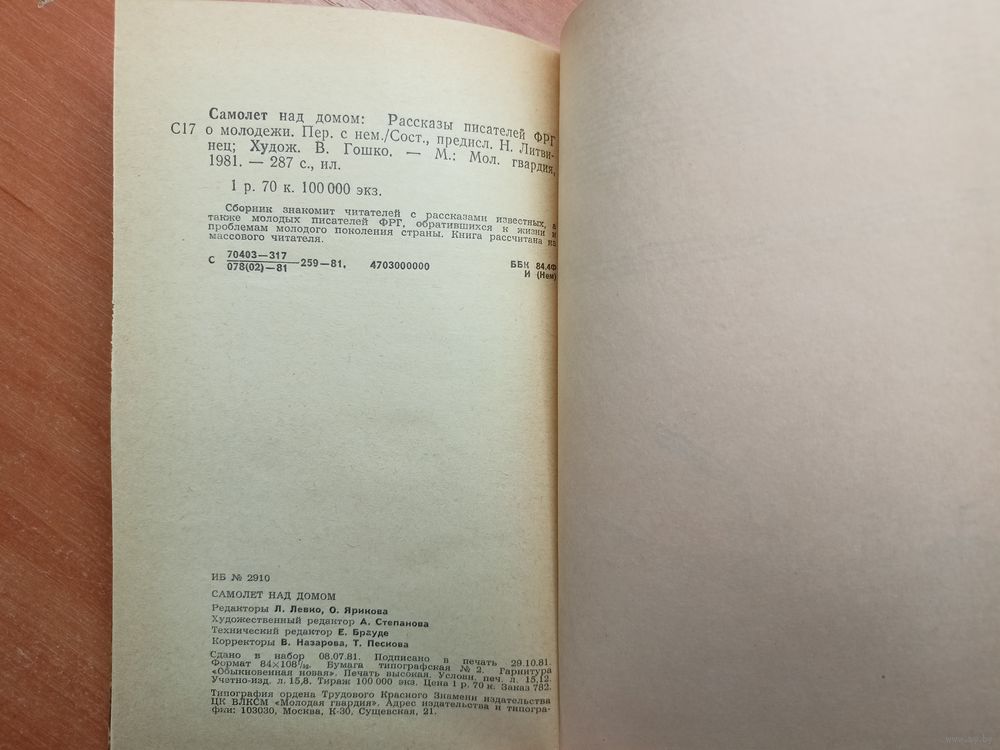 Самолет над домом: Рассказы писателей ФРГ
С17 о молодежи. Пер. с нем./Сост., предисл. Н. Литви-
нец; Худож. В. Гошко. — М.: Мол. гвардия,
1981. — 287 с., ил.
1 р. 70 к. 100 000 экз.
Сборник знакомит читателей с рассказами известных, а
также молодых писателей ФРГ, обратившихся к жизни и
проблемам молодого поколения страны. Книга рассчитана на
массового читателя.
С 70403—317
078(02)—81 —259—81. 4703000000 ББК 84.4Ф
И (Нем)
ИБ № 2910
САМОЛЕТ НАД ДОМОМ
Редакторы Л. Левко, О. Ярикова
Художественный редактор А. Степанова
Технический редактор Е. Брауде
Корректоры В. Назарова, Т. Пескова
Сдано в набор 08.07.81. Подписано в печать 29.10.81.
Формат 84×108¹/₃₂. Бумага типографская № 2. Гарнитура
«Обыкновенная новая». Печать высокая. Условн. печ. л. 15,12.
Учетно-изд. л. 15,8. Тираж 100 000 экз. Цена 1 р. 70 к. Заказ 782.
Типография ордена Трудового Красного Знамени издательства
ЦК ВЛКСМ «Молодая гвардия». Адрес издательства и типогра-
фии: 103030, Москва, К-30, Сущевская, 21.